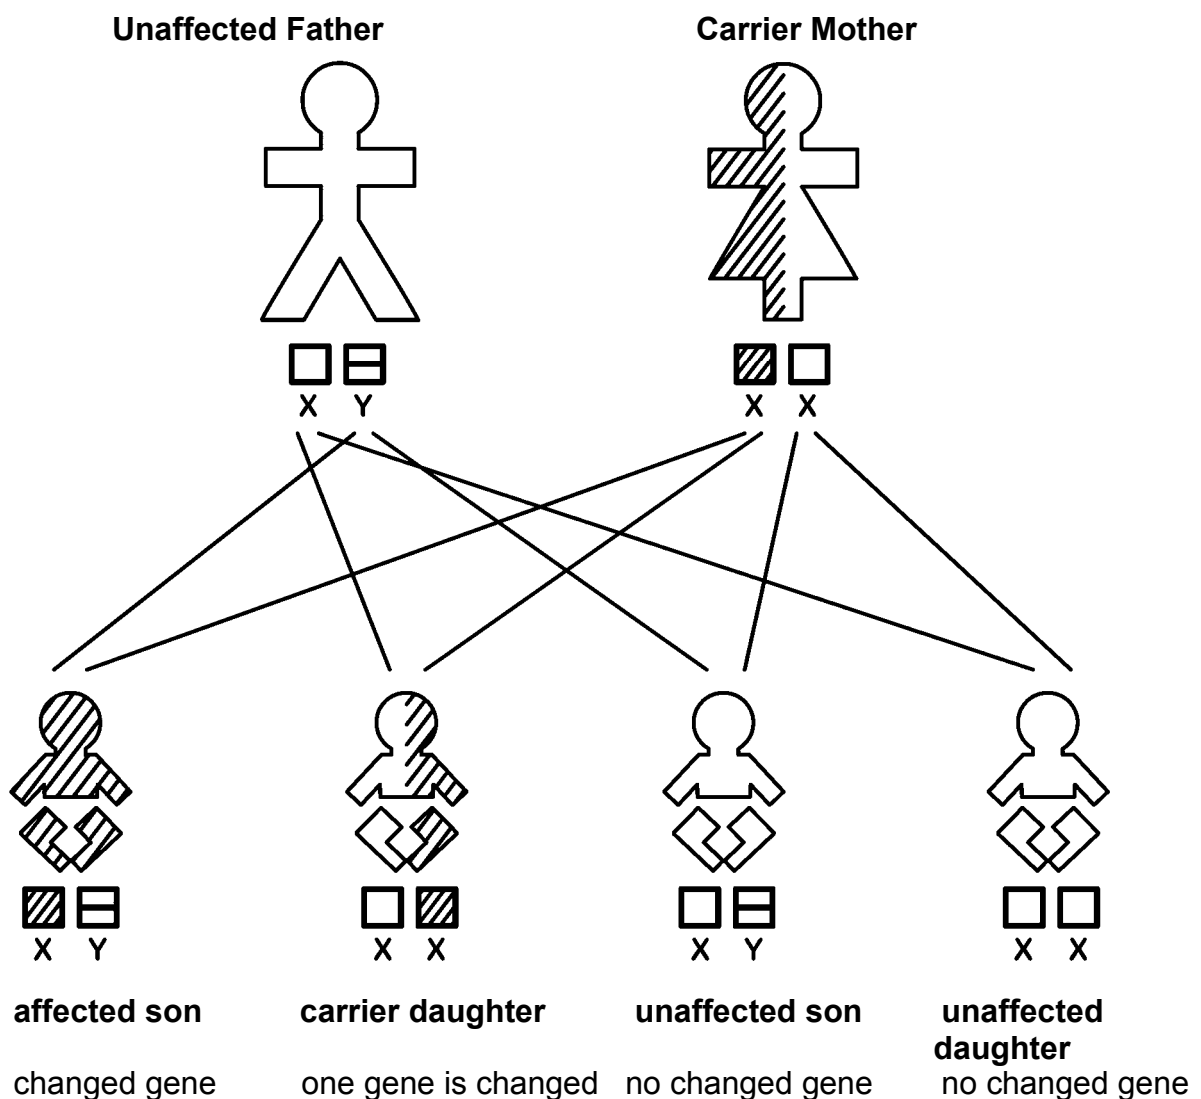 Unaffected Father Carrier Mother
X Y X X
X Y X X X Y X X
affected son carrier daughter unaffected son unaffected
daughter
changed gene one gene is changed no changed gene no changed gene